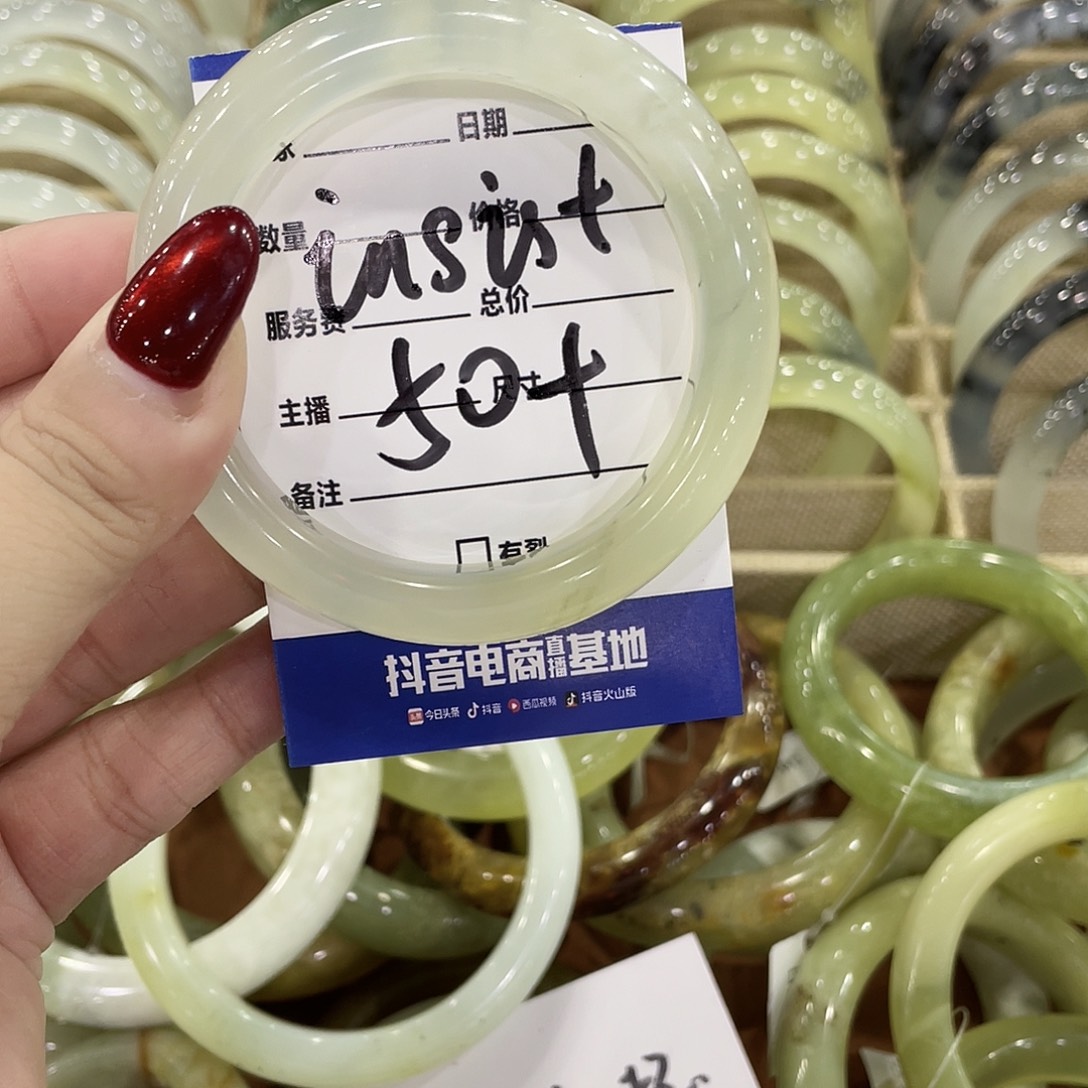 日期
数量 价格
insist
服务费 总价
主播 尺寸
504
备注
有裂
抖音电商直播基地
今日头条 抖音 西瓜视频 抖音火山版